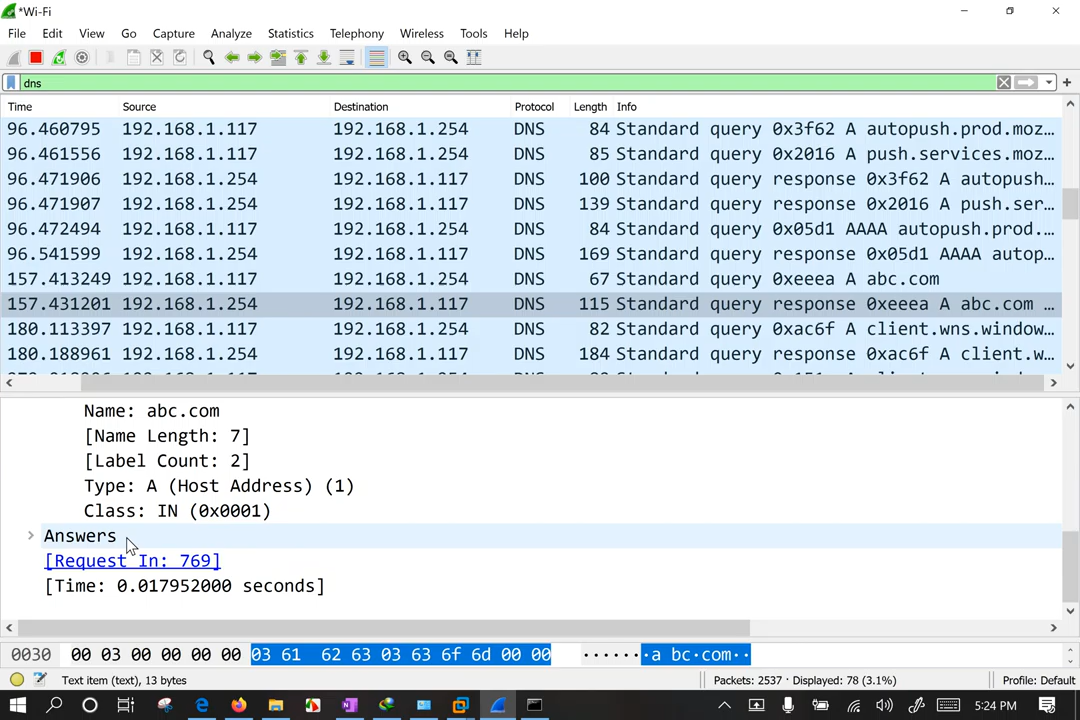 *Wi-Fi
File Edit View Go Capture Analyze Statistics Telephony Wireless Tools Help
dns
Time Source Destination Protocol Length Info
96.460795 192.168.1.117 192.168.1.254 DNS 84 Standard query 0x3f62 A autopush.prod.moz…
96.461556 192.168.1.117 192.168.1.254 DNS 85 Standard query 0x2016 A push.services.moz…
96.471906 192.168.1.254 192.168.1.117 DNS 100 Standard query response 0x3f62 A autopush…
96.471907 192.168.1.254 192.168.1.117 DNS 139 Standard query response 0x2016 A push.ser…
96.472494 192.168.1.117 192.168.1.254 DNS 84 Standard query 0x05d1 AAAA autopush.prod.…
96.541599 192.168.1.254 192.168.1.117 DNS 169 Standard query response 0x05d1 AAAA autop…
157.413249 192.168.1.117 192.168.1.254 DNS 67 Standard query 0xeeea A abc.com
157.431201 192.168.1.254 192.168.1.117 DNS 115 Standard query response 0xeeea A abc.com …
180.113397 192.168.1.117 192.168.1.254 DNS 82 Standard query 0xac6f A client.wns.window…
180.188961 192.168.1.254 192.168.1.117 DNS 184 Standard query response 0xac6f A client.w…
Name: abc.com
[Name Length: 7]
[Label Count: 2]
Type: A (Host Address) (1)
Class: IN (0x0001)
Answers
[Request In: 769]
[Time: 0.017952000 seconds]
0030 00 03 00 00 00 00 03 61 62 63 03 63 6f 6d 00 00 ·······a bc·com··
Text item (text), 13 bytes Packets: 2537 · Displayed: 78 (3.1%) Profile: Default
5:24 PM